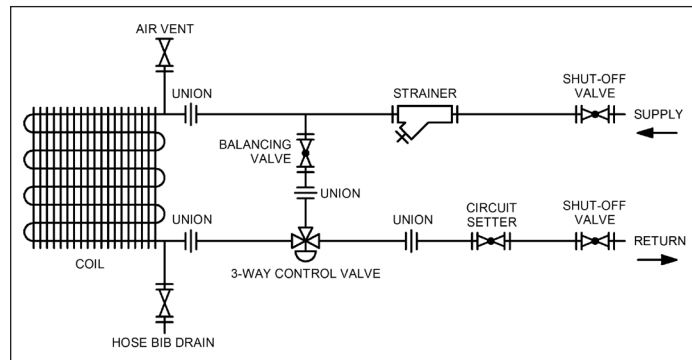 AIR VENT
UNION
STRAINER
SHUT-OFF
VALVE
SUPPLY
BALANCING
VALVE
UNION
UNION
UNION
CIRCUIT
SETTER
SHUT-OFF
VALVE
RETURN
COIL
3-WAY CONTROL VALVE
HOSE BIB DRAIN